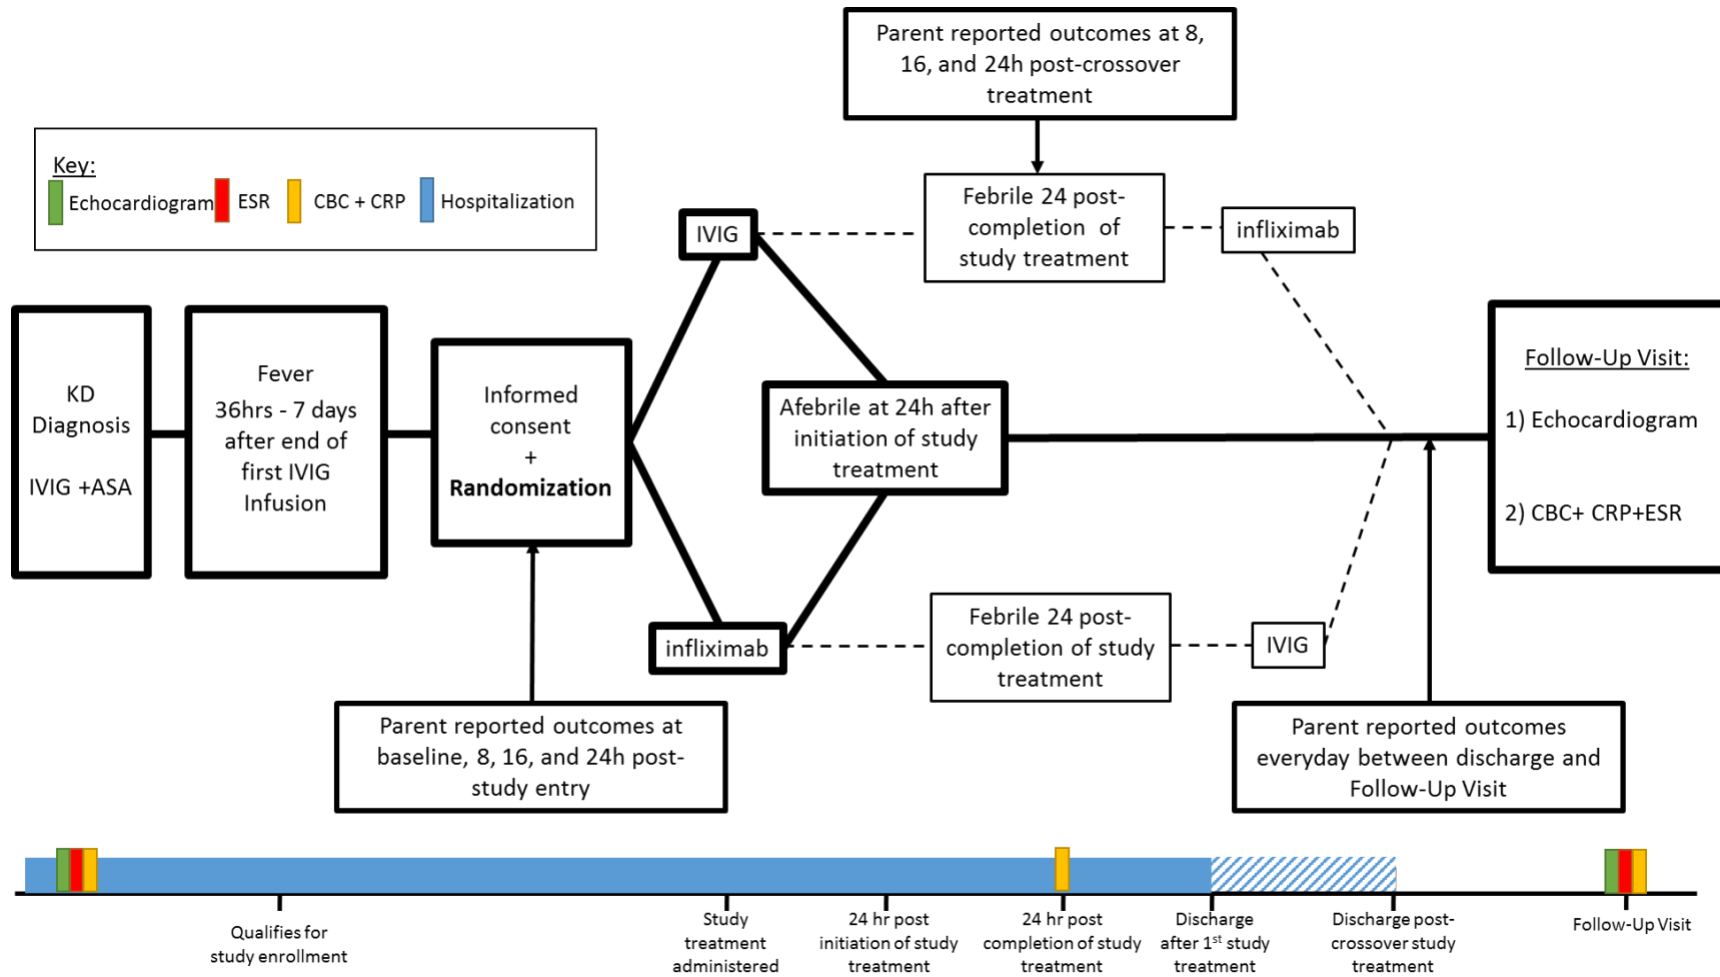 Parent reported outcomes at 8,
16, and 24h post-crossover
treatment
Key:
Echocardiogram
ESR
CBC + CRP
Hospitalization
IVIG
Febrile 24 post-
completion of
study treatment
infliximab
KD
Diagnosis
IVIG +ASA
Fever
36hrs - 7 days
after end of
first IVIG
Infusion
Informed
consent
+
Randomization
Afebrile at 24h after
initiation of study
treatment
Follow-Up Visit:
1) Echocardiogram
2) CBC+ CRP+ESR
infliximab
Febrile 24 post-
completion of study
treatment
IVIG
Parent reported outcomes at
baseline, 8, 16, and 24h post-
study entry
Parent reported outcomes
everyday between discharge and
Follow-Up Visit
Qualifies for
study enrollment
Study
treatment
administered
24 hr post
initiation of study
treatment
24 hr post
completion of study
treatment
Discharge
after 1st study
treatment
Discharge post-
crossover study
treatment
Follow-Up Visit